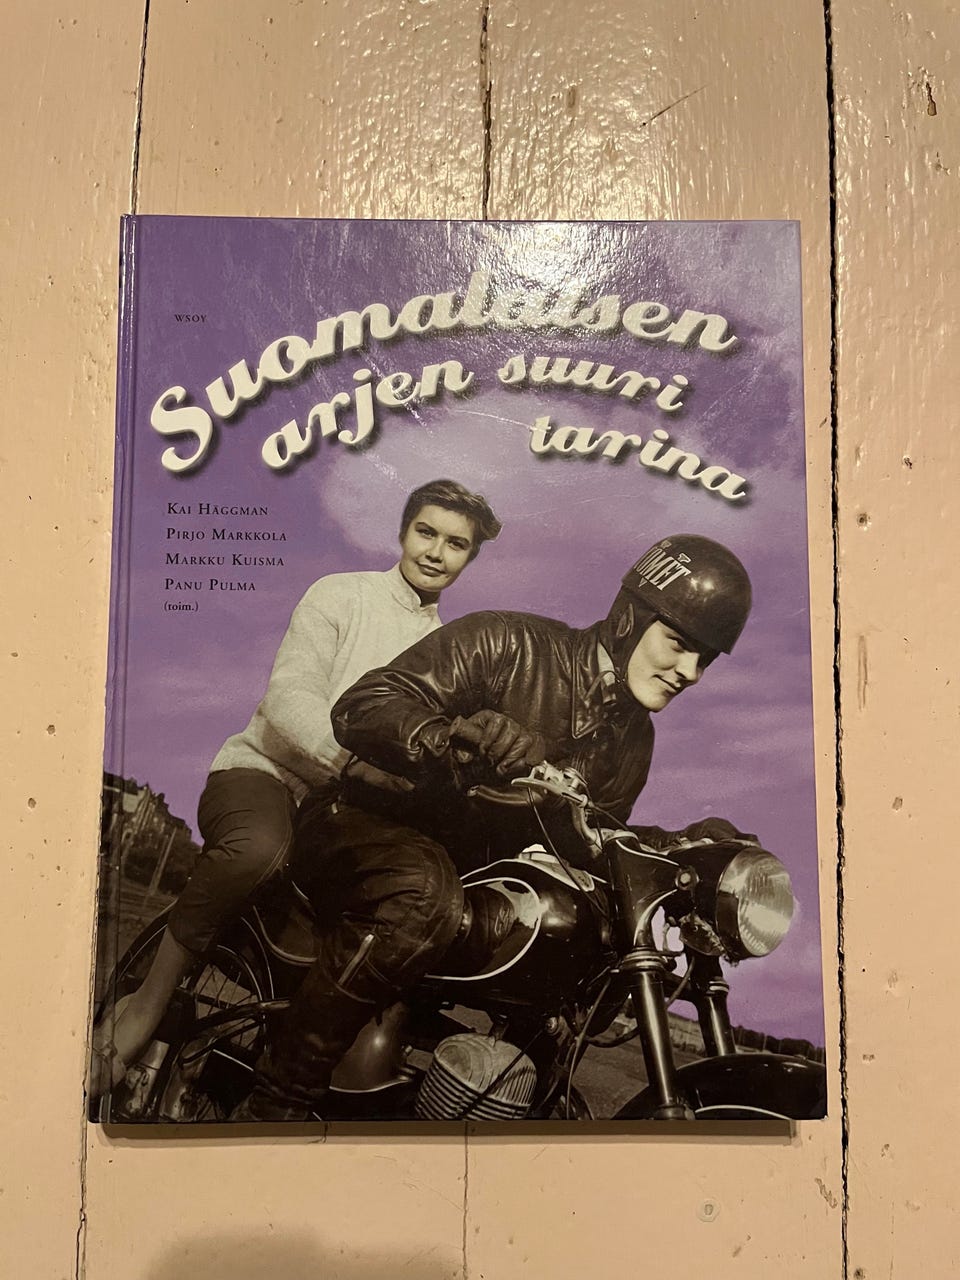 WSOY
Suomalaisen
arjen suuri
tarina
Kai Häggman
Pirjo Markkola
Markku Kuisma
Panu Pulma
(toim.)